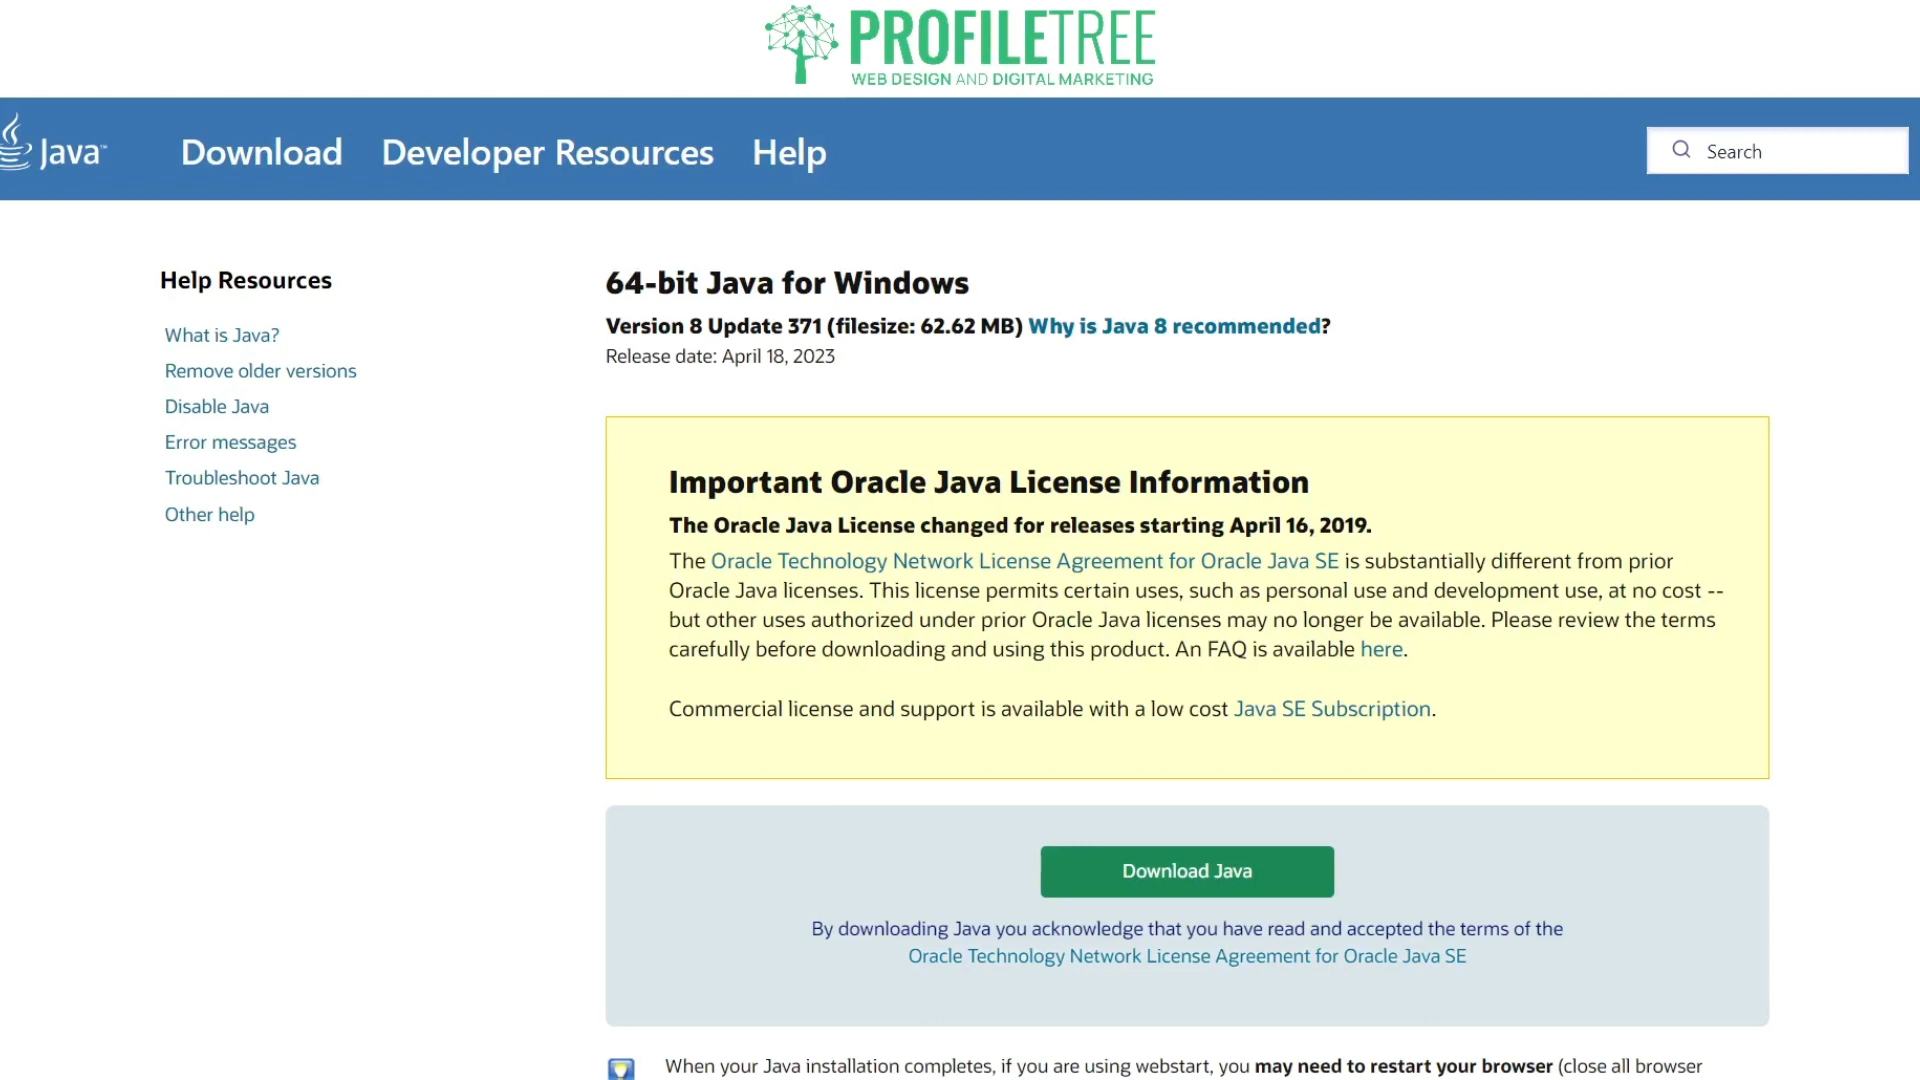 PROFILETREE
WEB DESIGN AND DIGITAL MARKETING
Java™
Download
Developer Resources
Help
Search
Help Resources
What is Java?
Remove older versions
Disable Java
Error messages
Troubleshoot Java
Other help
64-bit Java for Windows
Version 8 Update 371 (filesize: 62.62 MB) Why is Java 8 recommended?
Release date: April 18, 2023
Important Oracle Java License Information
The Oracle Java License changed for releases starting April 16, 2019.
The Oracle Technology Network License Agreement for Oracle Java SE is substantially different from prior
Oracle Java licenses. This license permits certain uses, such as personal use and development use, at no cost --
but other uses authorized under prior Oracle Java licenses may no longer be available. Please review the terms
carefully before downloading and using this product. An FAQ is available here.
Commercial license and support is available with a low cost Java SE Subscription.
Download Java
By downloading Java you acknowledge that you have read and accepted the terms of the
Oracle Technology Network License Agreement for Oracle Java SE
When your Java installation completes, if you are using webstart, you may need to restart your browser (close all browser